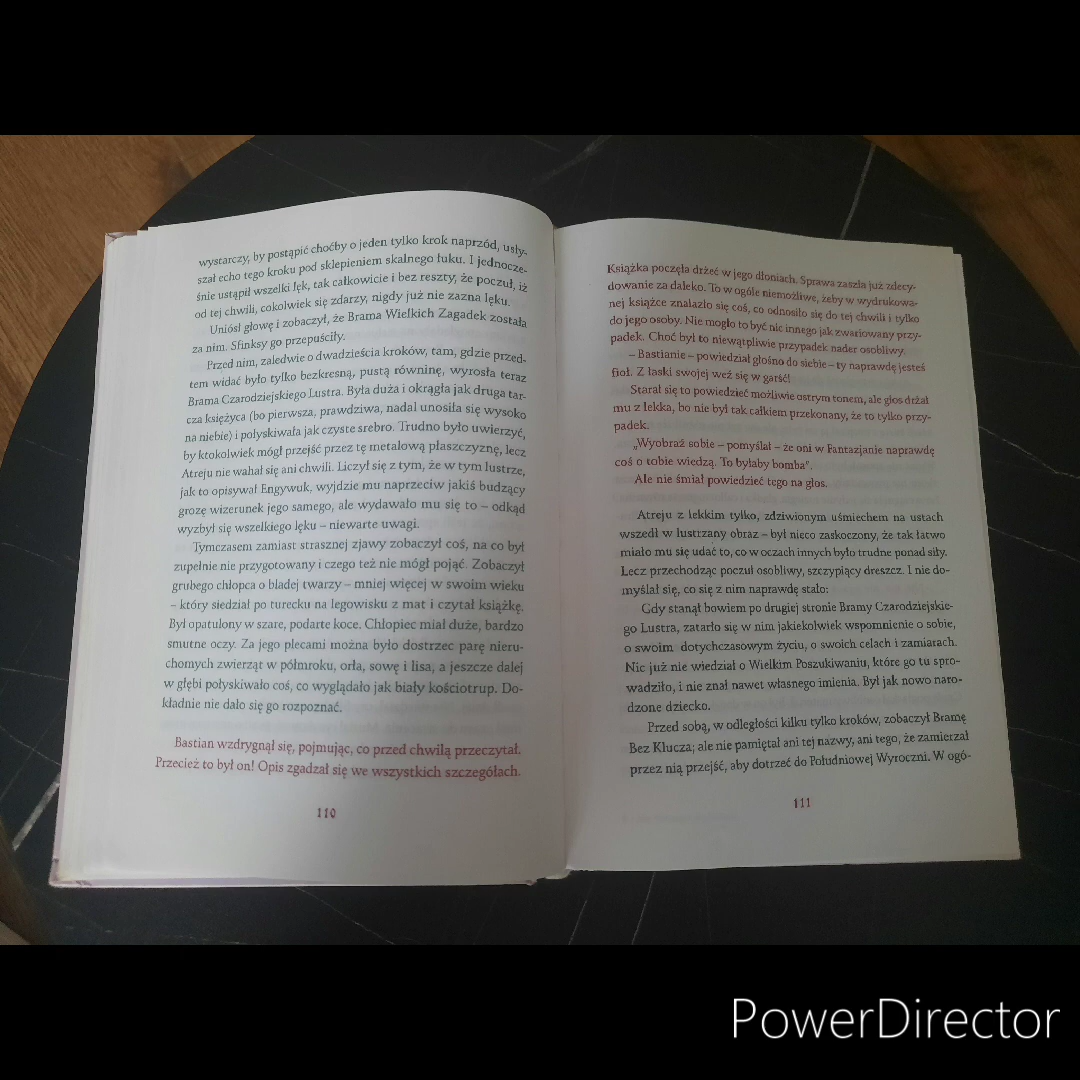 wystarczy, by postąpić choćby o jeden tylko krok naprzód, usły-
szał echo tego kroku pod sklepieniem skalnego łuku. I jednocze-
śnie ustąpił wszelki lęk, tak całkowicie i bez reszty, że poczuł, iż
od tej chwili, cokolwiek się zdarzy, nigdy już nie zazna lęku.
Uniósł głowę i zobaczył, że Brama Wielkich Zagadek została
za nim. Sfinksy go przepuściły.
Przed nim, zaledwie o dwadzieścia kroków, tam, gdzie przed-
tem widać było tylko bezkresną, pustą równinę, wyrosła teraz
Brama Czarodziejskiego Lustra. Była duża i okrągła jak druga tar-
cza księżyca (bo pierwsza, prawdziwa, nadal unosiła się wysoko
na niebie) i połyskiwała jak czyste srebro. Trudno było uwierzyć,
by ktokolwiek mógł przejść przez tę metalową płaszczyznę, lecz
Atreju nie wahał się ani chwili. Liczył się z tym, że w tym lustrze,
jak to opisywał Engywuk, wyjdzie mu naprzeciw jakiś budzący
grozę wizerunek jego samego, ale wydawało mu się to – odkąd
wyzbył się wszelkiego lęku – niewarte uwagi.
Tymczasem zamiast strasznej zjawy zobaczył coś, na co był
zupełnie nie przygotowany i czego też nie mógł pojąć. Zobaczył
grubego chłopca o bladej twarzy – mniej więcej w swoim wieku
– który siedział po turecku na legowisku z mat i czytał książkę.
Był opatulony w szare, podarte koce. Chłopiec miał duże, bardzo
smutne oczy. Za jego plecami można było dostrzec parę nieru-
chomych zwierząt w półmroku, orła, sowę i lisa, a jeszcze dalej
w głębi połyskiwało coś, co wyglądało jak biały kościotrup. Do-
kładnie nie dało się go rozpoznać.
Bastian wzdrygnął się, pojmując, co przed chwilą przeczytał.
Przecież to był on! Opis zgadzał się we wszystkich szczegółach.
110
Książka poczęła drżeć w jego dłoniach. Sprawa zaszła już zdecy-
dowanie za daleko. To w ogóle niemożliwe, żeby w wydrukowa-
nej książce znalazło się coś, co odnosiło się do tej chwili i tylko
do jego osoby. Nie mogło to być nic innego jak zwariowany przy-
padek. Choć był to niewątpliwie przypadek nader osobliwy.
– Bastianie – powiedział głośno do siebie – ty naprawdę jesteś
fioł. Z łaski swojej weź się w garść!
Starał się to powiedzieć możliwie ostrym tonem, ale głos drżał
mu z lekka, bo nie był tak całkiem przekonany, że to tylko przy-
padek.
„Wyobraź sobie – pomyślał – że oni w Fantazjanie naprawdę
coś o tobie wiedzą. To byłaby bomba”.
Ale nie śmiał powiedzieć tego na głos.
Atreju z lekkim tylko, zdziwionym uśmiechem na ustach
wszedł w lustrzany obraz – był nieco zaskoczony, że tak łatwo
miało mu się udać to, co w oczach innych było trudne ponad siły.
Lecz przechodząc poczuł osobliwy, szczypiący dreszcz. I nie do-
myślał się, co się z nim naprawdę stało:
Gdy stanął bowiem po drugiej stronie Bramy Czarodziejskie-
go Lustra, zatarło się w nim jakiekolwiek wspomnienie o sobie,
o swoim dotychczasowym życiu, o swoich celach i zamiarach.
Nic już nie wiedział o Wielkim Poszukiwaniu, które go tu spro-
wadziło, i nie znał nawet własnego imienia. Był jak nowo naro-
dzone dziecko.
Przed sobą, w odległości kilku tylko kroków, zobaczył Bramę
Bez Klucza; ale nie pamiętał ani tej nazwy, ani tego, że zamierzał
przez nią przejść, aby dotrzeć do Południowej Wyroczni. W ogó-
111
PowerDirector